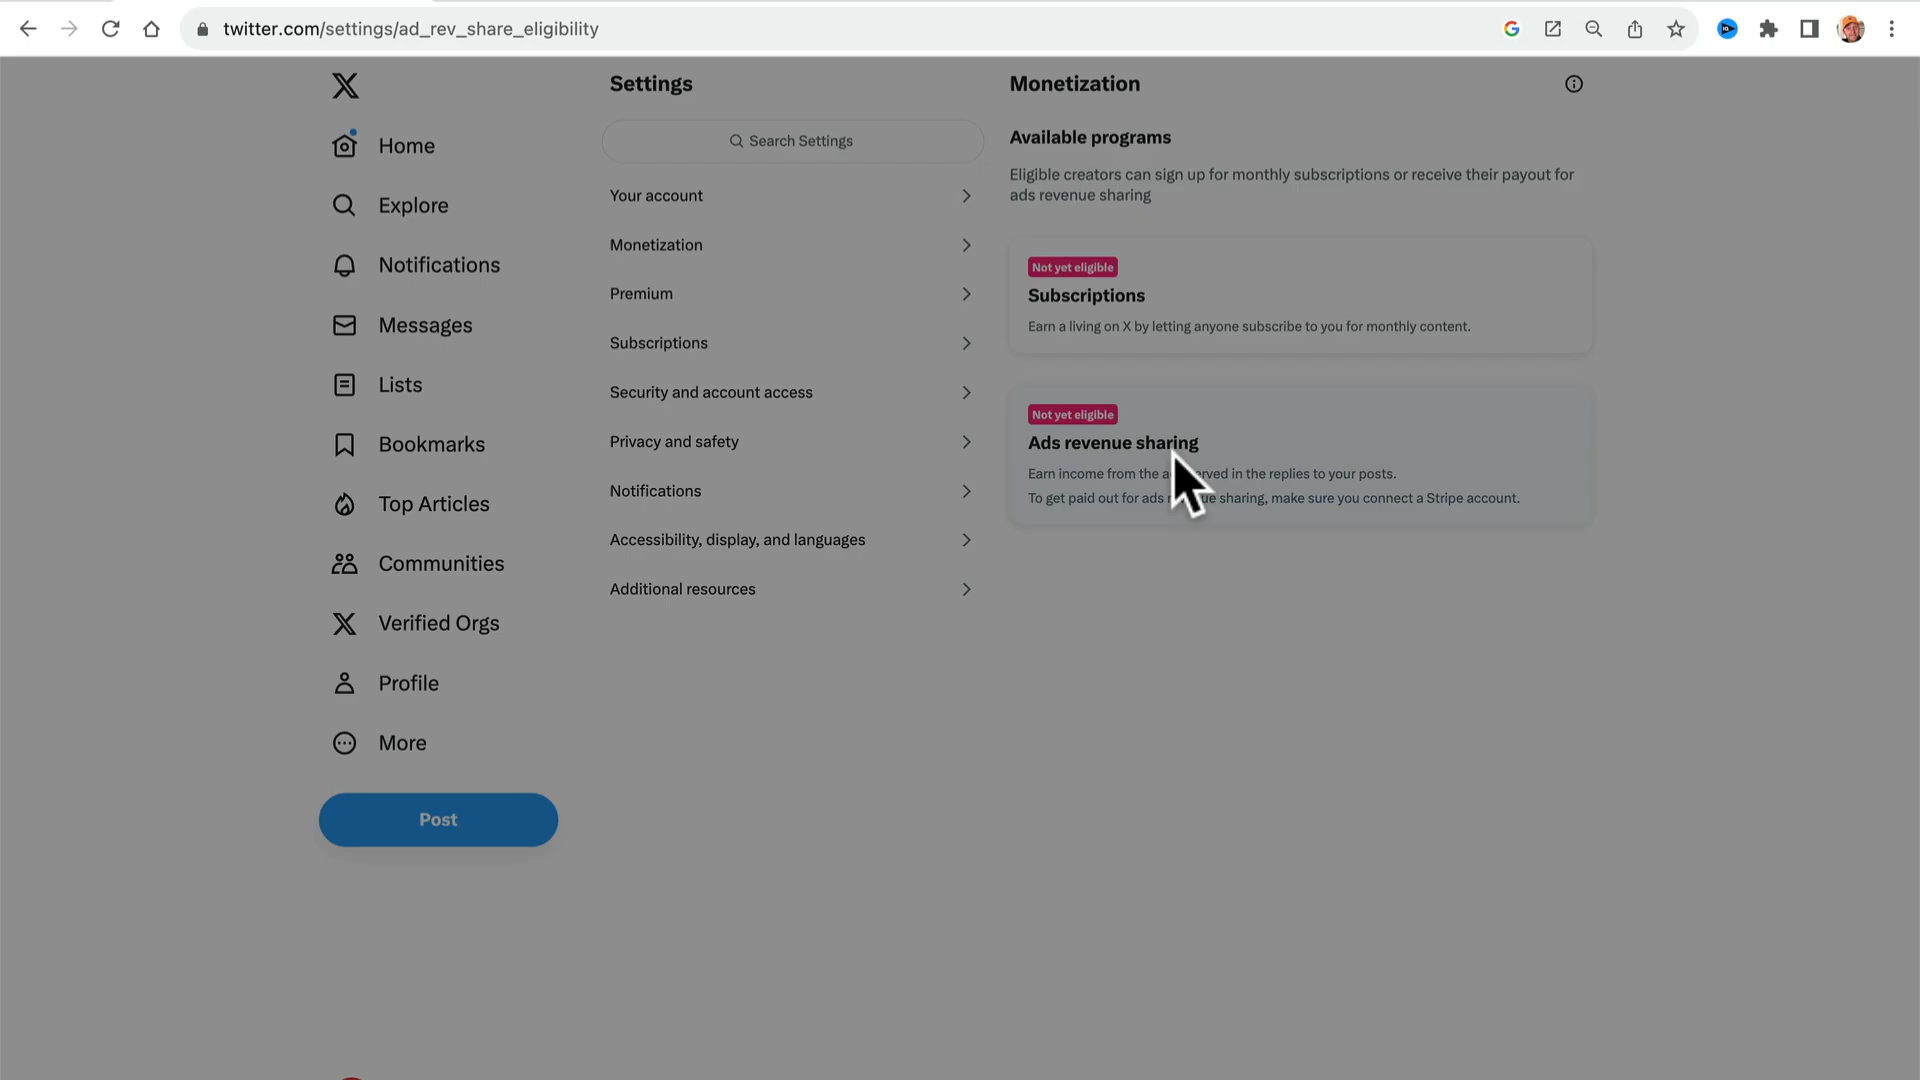 twitter.com/settings/ad_rev_share_eligibility
Home
Explore
Notifications
Messages
Lists
Bookmarks
Top Articles
Communities
Verified Orgs
Profile
More
Post
Settings
Search Settings
Your account
Monetization
Premium
Subscriptions
Security and account access
Privacy and safety
Notifications
Accessibility, display, and languages
Additional resources
Monetization
Available programs
Eligible creators can sign up for monthly subscriptions or receive their payout for
ads revenue sharing
Not yet eligible
Subscriptions
Earn a living on X by letting anyone subscribe to you for monthly content.
Not yet eligible
Ads revenue sharing
Earn income from the in the replies to your posts.
To get paid out for ads sharing, make sure you connect a Stripe account.